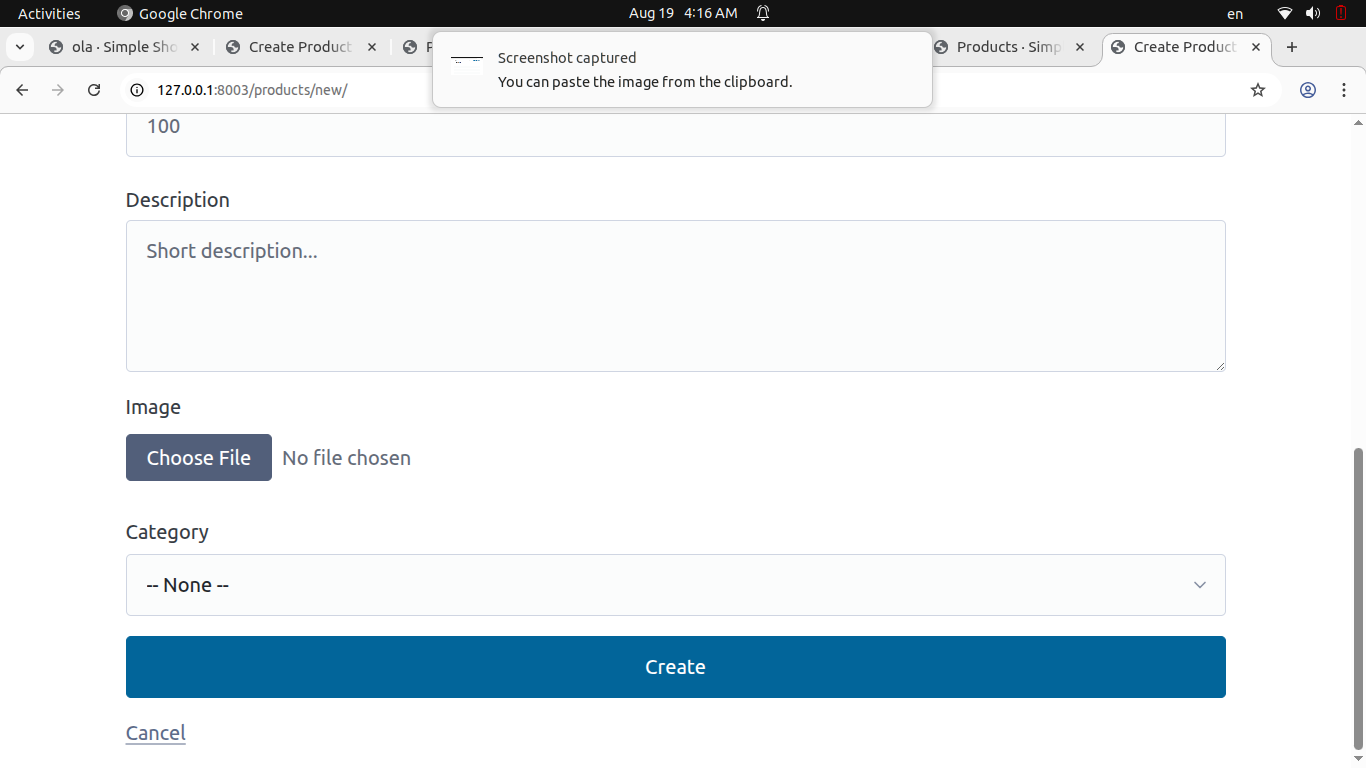 Activities Google Chrome Aug 19 4:16 AM en
ola · Simple Sho Create Product Products · Simp Create Product
Screenshot captured
You can paste the image from the clipboard.
127.0.0.1:8003/products/new/
100
Description
Short description...
Image
Choose File No file chosen
Category
-- None --
Create
Cancel